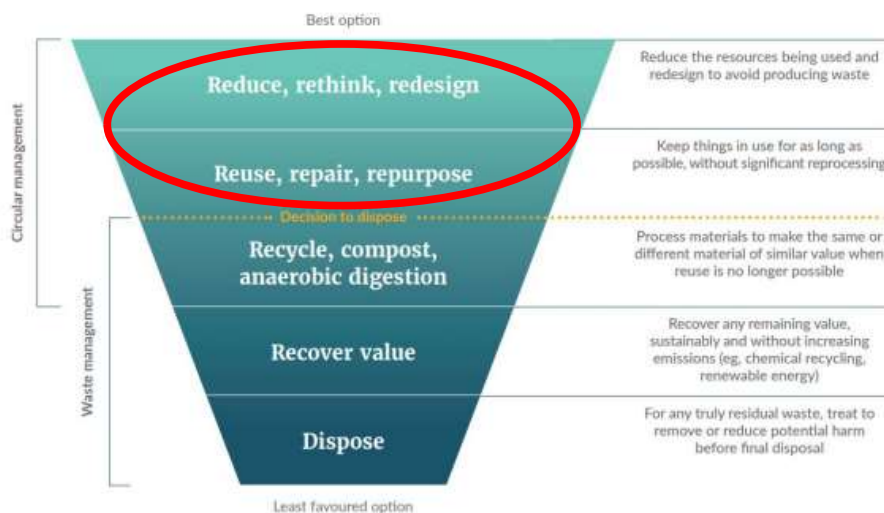 Best option
Reduce, rethink, redesign
Reduce the resources being used and
redesign to avoid producing waste
Reuse, repair, repurpose
Keep things in use for as long as
possible, without significant reprocessing
Decision to dispose
Recycle, compost,
anaerobic digestion
Process materials to make the same or
different material of similar value when
reuse is no longer possible
Recover value
Recover any remaining value,
sustainably and without increasing
emissions (eg, chemical recycling,
renewable energy)
Dispose
For any truly residual waste, treat to
remove or reduce potential harm
before final disposal
Least favoured option
Circular management
Waste management